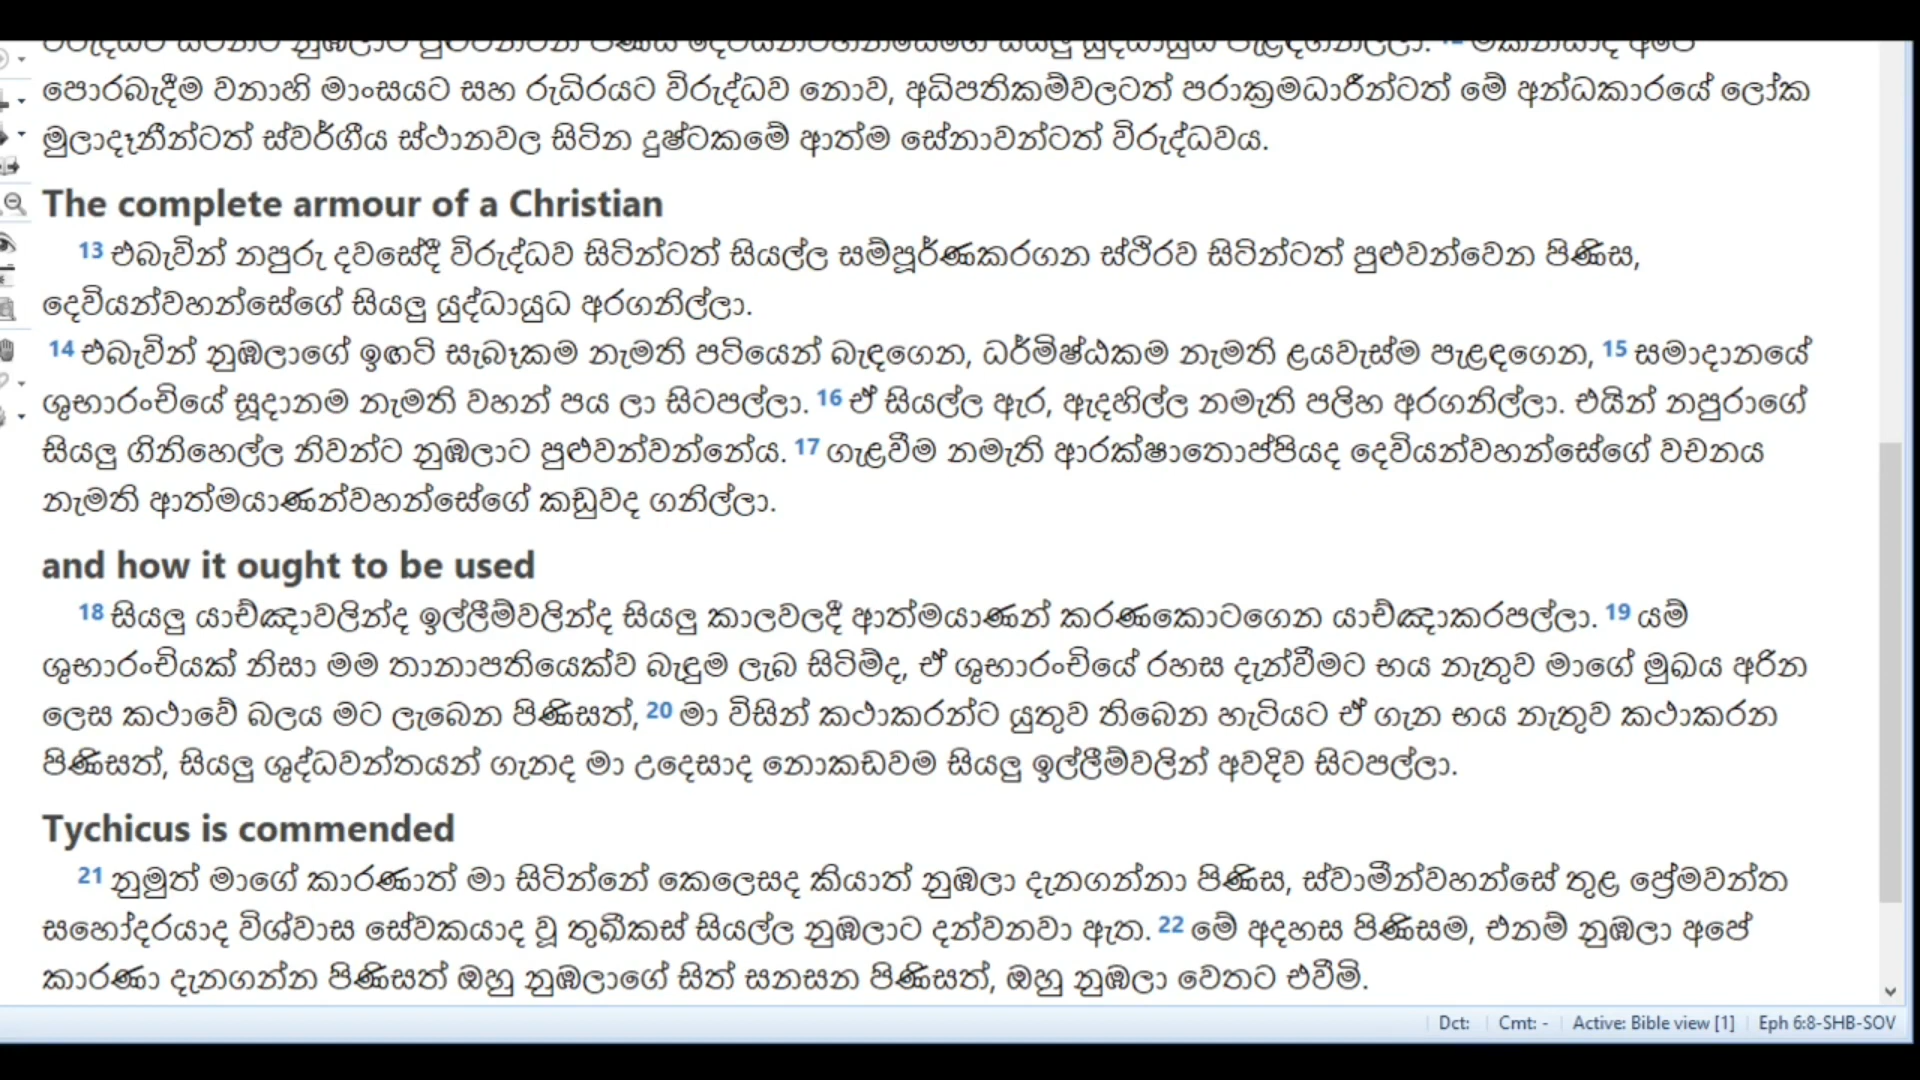 පොරබැදීම වනාහි මාංසයට සහ රුධිරයට විරුද්ධව නොව, අධිපතිකම්වලටත් පරාක්‍රමධාරීන්ටත් මේ අන්ධකාරයේ ලෝක
මුලාදෑනීන්ටත් ස්වර්ගීය ස්ථානවල සිටින දුෂ්ටකමේ ආත්ම සේනාවන්ටත් විරුද්ධවය.
The complete armour of a Christian
13 එබැවින් නපුරු දවසේදී විරුද්ධව සිටින්ටත් සියල්ල සම්පූර්ණකරගන ස්ථිරව සිටින්ටත් පුළුවන්වෙන පිණිස,
දෙවියන්වහන්සේගේ සියලු යුද්ධායුධ අරගනිල්ලා.
14 එබැවින් නුඹලාගේ ඉඟටි සැබෑකම නැමති පටියෙන් බැඳගෙන, ධර්මිෂ්ඨකම නැමති ළයවැස්ම පැළඳගෙන, 15 සමාදානයේ
ශුභාරංචියේ සූදානම නැමති වහන් පය ලා සිටපල්ලා. 16 ඒ සියල්ල ඇර, ඇදහිල්ල නමැති පලිහ අරගනිල්ලා. එයින් නපුරාගේ
සියලු ගිනිහෙල්ල නිවන්ට නුඹලාට පුළුවන්වන්නේය. 17 ගැළවීම නමැති ආරක්ෂාතොප්පියද දෙවියන්වහන්සේගේ වචනය
නැමති ආත්මයාණන්වහන්සේගේ කඩුවද ගනිල්ලා.
and how it ought to be used
18 සියලු යාච්ඤාවලින්ද ඉල්ලීම්වලින්ද සියලු කාලවලදී ආත්මයාණන් කරණකොටගෙන යාච්ඤාකරපල්ලා. 19 යම්
ශුභාරංචියක් නිසා මම තානාපතියෙක්ව බැඳුම ලැබ සිටිම්ද, ඒ ශුභාරංචියේ රහස දැන්වීමට භය නැතුව මාගේ මුඛය අරින
ලෙස කථාවේ බලය මට ලැබෙන පිණිසත්, 20 මා විසින් කථාකරන්ට යුතුව තිබෙන හැටියට ඒ ගැන භය නැතුව කථාකරන
පිණිසත්, සියලු ශුද්ධවන්තයන් ගැනද මා උදෙසාද නොකඩවම සියලු ඉල්ලීම්වලින් අවදිව සිටපල්ලා.
Tychicus is commended
21 නුමුත් මාගේ කාරණාත් මා සිටින්නේ කෙලෙසද කියාත් නුඹලා දැනගන්නා පිණිස, ස්වාමීන්වහන්සේ තුළ ප්‍රේමවන්ත
සහෝදරයාද විශ්වාස සේවකයාද වූ තුඛිකස් සියල්ල නුඹලාට දන්වනවා ඇත. 22 මේ අදහස පිණිසම, එනම් නුඹලා අපේ
කාරණා දැනගන්න පිණිසත් ඔහු නුඹලාගේ සිත් සනසන පිණිසත්, ඔහු නුඹලා වෙතට එවීමි.
Dct: Cmt: - Active: Bible view [1] Eph 6:8-SHB-SOV